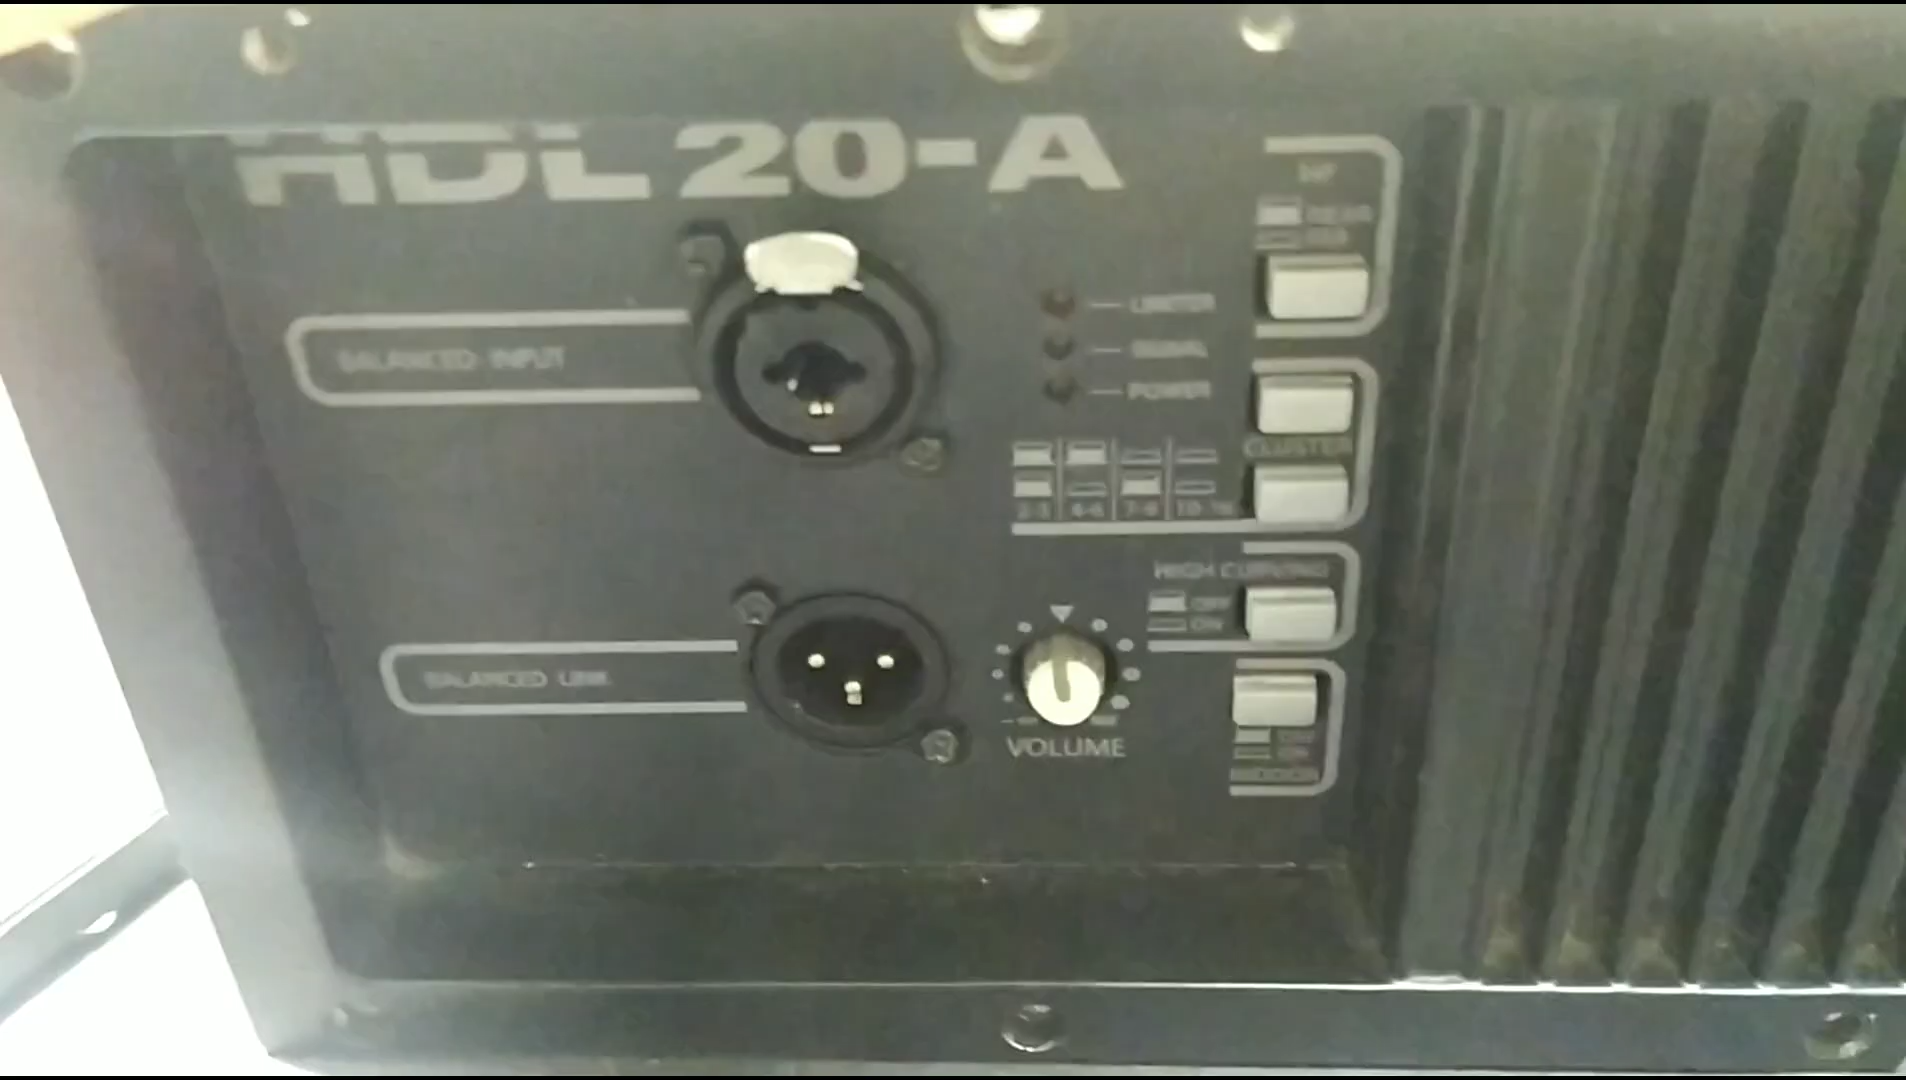 HDL 20-A
BALANCED INPUT
LIMITER
SIGNAL
POWER
CLUSTER
2-3 4-6 7-9 10-16
HIGH CURVING
OFF
ON
BALANCED LINK
VOLUME
OFF
ON
INDOOR